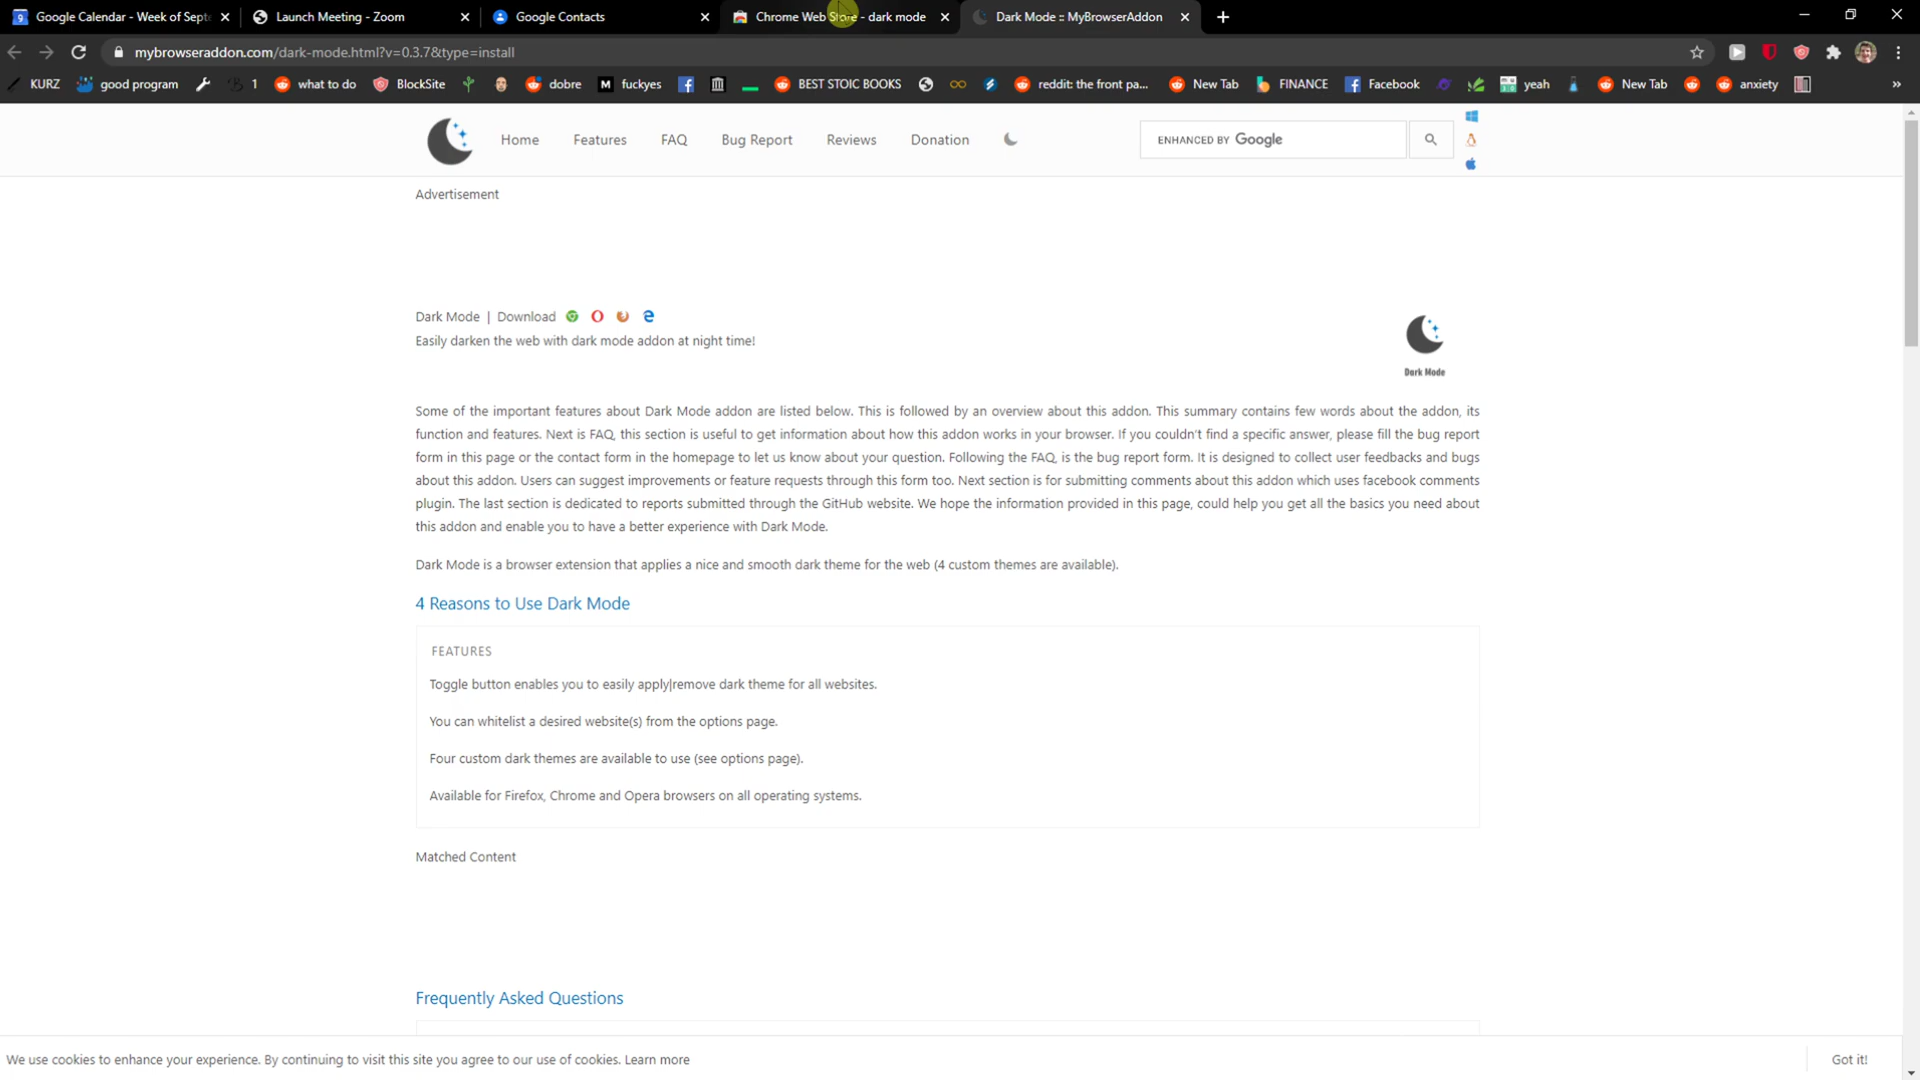 Google Calendar - Week of Sept
Launch Meeting - Zoom
Google Contacts
Chrome Web Store - dark mode
Dark Mode :: MyBrowserAddon
mybrowseraddon.com/dark-mode.html?v=0.3.7&type=install
KURZ
good program
1
what to do
BlockSite
dobre
fuckyes
BEST STOIC BOOKS
reddit: the front pa...
New Tab
FINANCE
Facebook
yeah
New Tab
anxiety
»
Home
Features
FAQ
Bug Report
Reviews
Donation
ENHANCED BY Google
Advertisement
Dark Mode | Download
Easily darken the web with dark mode addon at night time!
Dark Mode
Some of the important features about Dark Mode addon are listed below. This is followed by an overview about this addon. This summary contains few words about the addon, its
function and features. Next is FAQ, this section is useful to get information about how this addon works in your browser. If you couldn't find a specific answer, please fill the bug report
form in this page or the contact form in the homepage to let us know about your question. Following the FAQ, is the bug report form. It is designed to collect user feedbacks and bugs
about this addon. Users can suggest improvements or feature requests through this form too. Next section is for submitting comments about this addon which uses facebook comments
plugin. The last section is dedicated to reports submitted through the GitHub website. We hope the information provided in this page, could help you get all the basics you need about
this addon and enable you to have a better experience with Dark Mode.
Dark Mode is a browser extension that applies a nice and smooth dark theme for the web (4 custom themes are available).
4 Reasons to Use Dark Mode
FEATURES
Toggle button enables you to easily apply|remove dark theme for all websites.
You can whitelist a desired website(s) from the options page.
Four custom dark themes are available to use (see options page).
Available for Firefox, Chrome and Opera browsers on all operating systems.
Matched Content
Frequently Asked Questions
We use cookies to enhance your experience. By continuing to visit this site you agree to our use of cookies. Learn more
Got it!